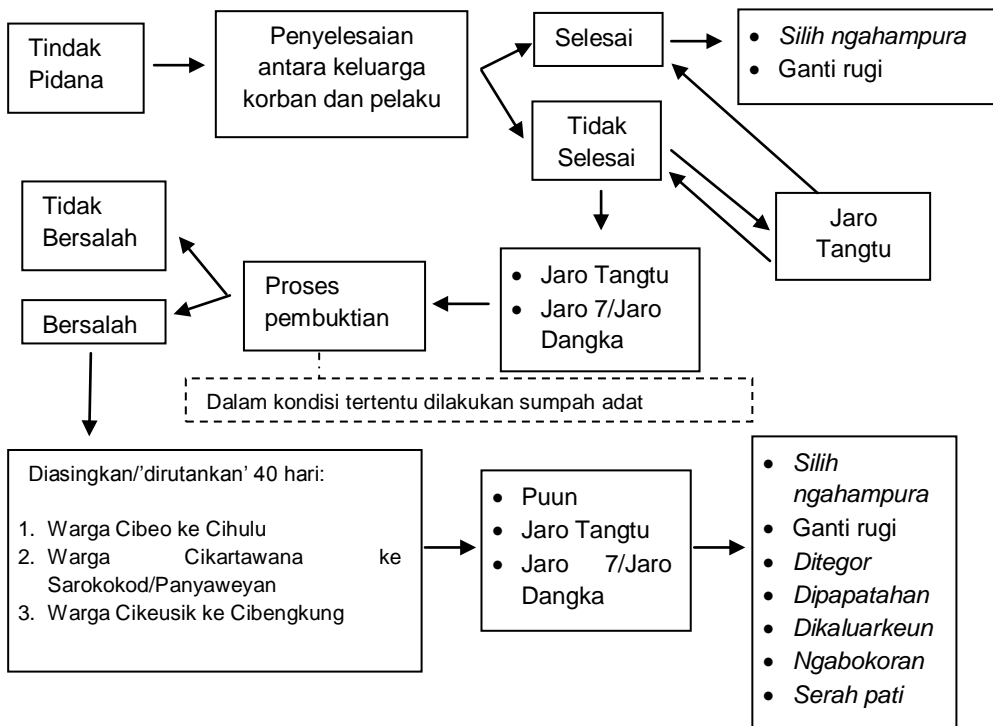 Tindak
Pidana
Penyelesaian
antara keluarga
korban dan pelaku
Selesai
• Silih ngahampura
• Ganti rugi
Tidak
Selesai
Jaro
Tangtu
• Jaro Tangtu
• Jaro 7/Jaro
Dangka
Proses
pembuktian
Tidak
Bersalah
Bersalah
Dalam kondisi tertentu dilakukan sumpah adat
Diasingkan/'dirutankan' 40 hari:
1. Warga Cibeo ke Cihulu
2. Warga Cikartawana ke
Sarokokod/Panyaweyan
3. Warga Cikeusik ke Cibengkung
• Puun
• Jaro Tangtu
• Jaro 7/Jaro
Dangka
• Silih
ngahampura
• Ganti rugi
• Ditegor
• Dipapatahan
• Dikaluarkeun
• Ngabokoran
• Serah pati